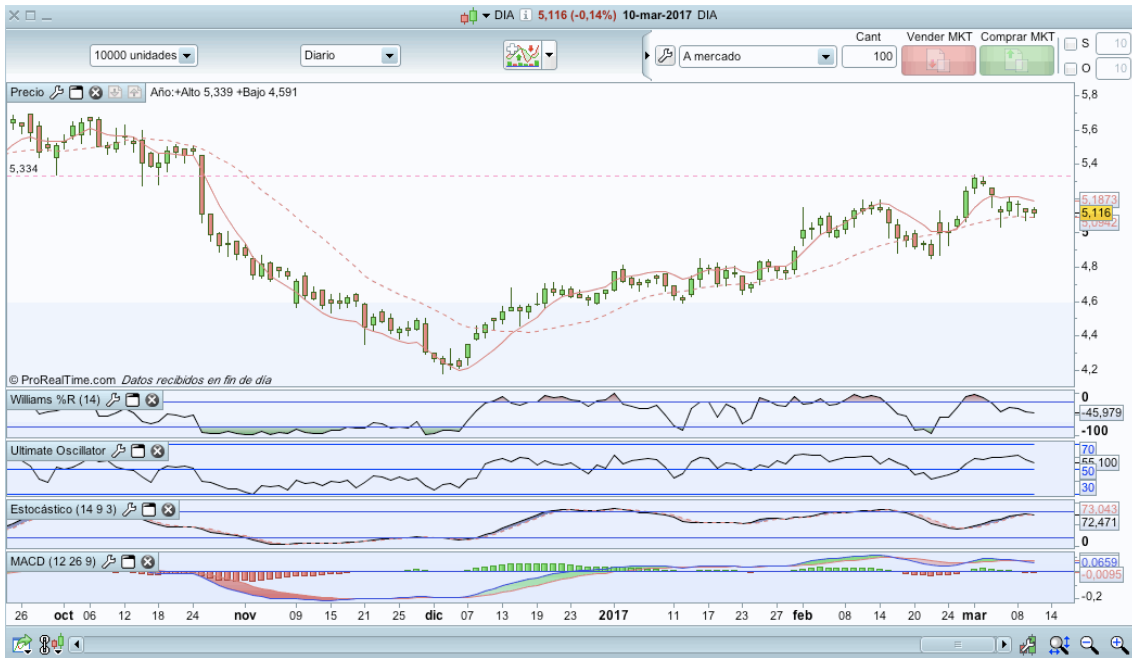 DIA 5,116 (-0,14%) 10-mar-2017 DIA
10000 unidades
Diario
A mercado
Cant
100
Vender MKT
Comprar MKT
S 10
O 10
Precio Año:+Alto 5,339 +Bajo 4,591
5,8
5,6
5,4
5,334
5,1873
5,116
5,0942
5
4,8
4,6
4,4
4,2
© ProRealTime.com Datos recibidos en fin de día
Williams %R (14)
0
-45,979
-100
Ultimate Oscillator
70
55,100
50
30
Estocástico (14 9 3)
73,043
72,471
0
MACD (12 26 9)
0,0659
-0,0095
-0,2
26 oct 06 12 18 24 nov 09 15 21 25 dic 07 13 19 23 2017 11 17 23 27 feb 08 14 20 24 mar 08 14